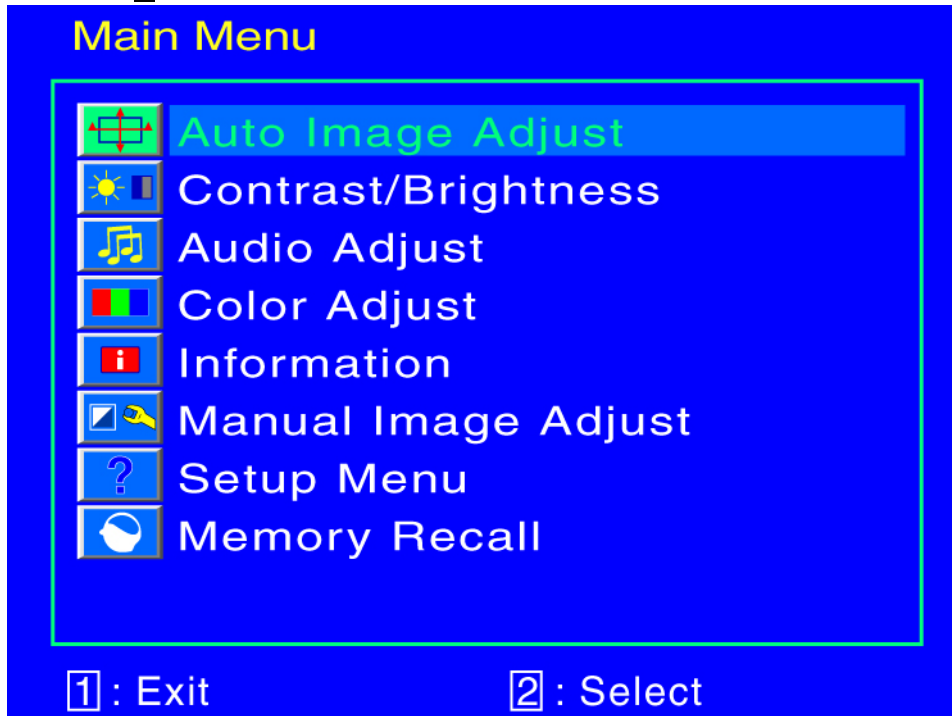 Main Menu
Auto Image Adjust
Contrast/Brightness
Audio Adjust
Color Adjust
Information
Manual Image Adjust
Setup Menu
Memory Recall
1 : Exit 2 : Select